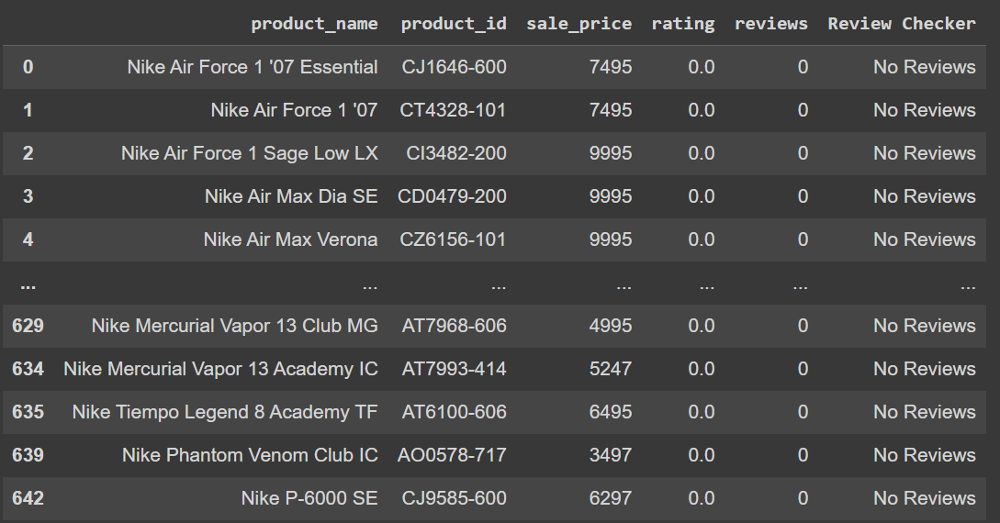 product_name product_id sale_price rating reviews Review Checker
0 Nike Air Force 1 '07 Essential CJ1646-600 7495 0.0 0 No Reviews
1 Nike Air Force 1 '07 CT4328-101 7495 0.0 0 No Reviews
2 Nike Air Force 1 Sage Low LX CI3482-200 9995 0.0 0 No Reviews
3 Nike Air Max Dia SE CD0479-200 9995 0.0 0 No Reviews
4 Nike Air Max Verona CZ6156-101 9995 0.0 0 No Reviews
... ... ... ... ... ... ...
629 Nike Mercurial Vapor 13 Club MG AT7968-606 4995 0.0 0 No Reviews
634 Nike Mercurial Vapor 13 Academy IC AT7993-414 5247 0.0 0 No Reviews
635 Nike Tiempo Legend 8 Academy TF AT6100-606 6495 0.0 0 No Reviews
639 Nike Phantom Venom Club IC AO0578-717 3497 0.0 0 No Reviews
642 Nike P-6000 SE CJ9585-600 6297 0.0 0 No Reviews